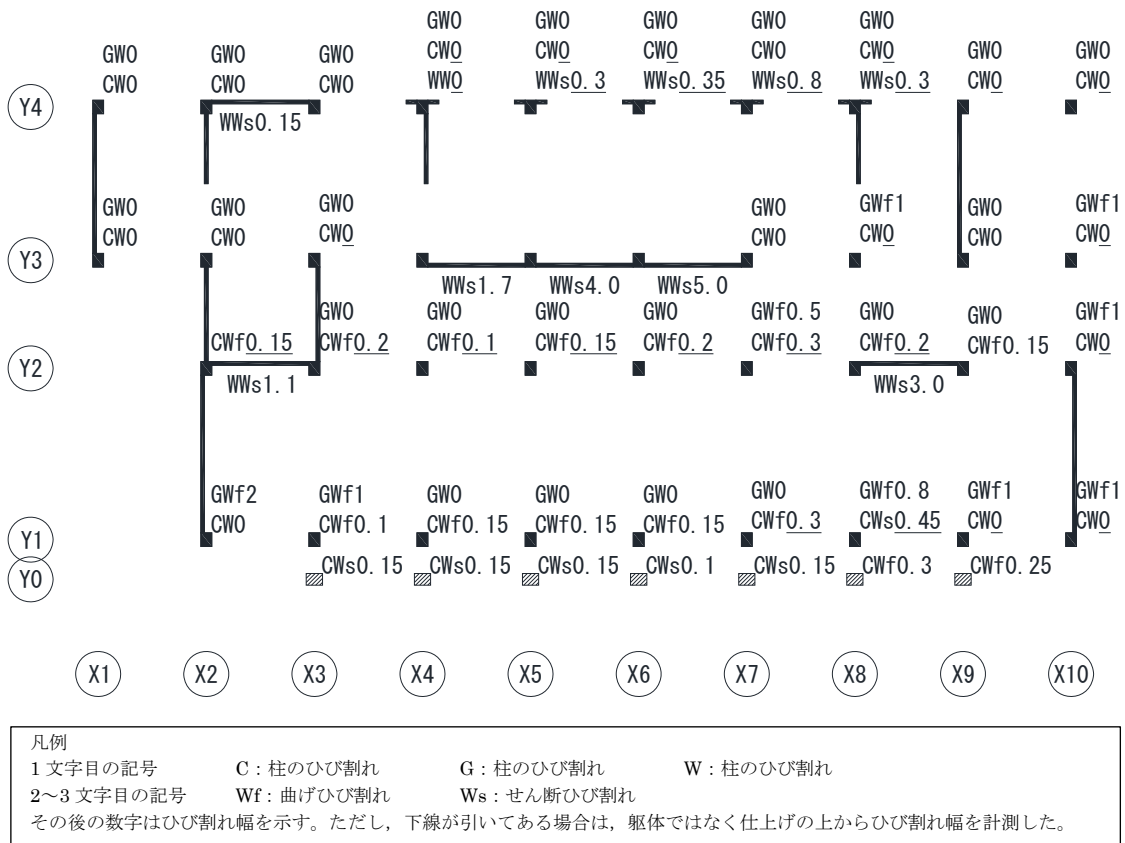 GW0 GW0 GW0 GW0 GW0
GW0 GW0 GW0 CW0 CW0 CW0 CW0 CW0 GW0 GW0
CW0 CW0 CW0 WW0 WWs0.3 WWs0.35 WWs0.8 WWs0.3 CW0 CW0
Y4
WWs0.15
GW0 GW0 GW0 GW0 GWf1 GW0 GWf1
CW0 CW0 CW0 CW0 CW0 CW0 CW0
Y3
WWs1.7 WWs4.0 WWs5.0
GW0 GW0 GW0 GW0 GWf0.5 GW0 GW0 GWf1
CWf0.15 CWf0.2 CWf0.1 CWf0.15 CWf0.2 CWf0.3 CWf0.2 CWf0.15 CW0
Y2
WWs1.1 WWs3.0
GWf2 GWf1 GW0 GW0 GW0 GW0 GWf0.8 GWf1 GWf1
CW0 CWf0.1 CWf0.15 CWf0.15 CWf0.15 CWf0.3 CWs0.45 CW0 CW0
Y1
CWs0.15 CWs0.15 CWs0.15 CWs0.1 CWs0.15 CWf0.3 CWf0.25
Y0
X1 X2 X3 X4 X5 X6 X7 X8 X9 X10
凡例
1文字目の記号 C：柱のひび割れ G：柱のひび割れ W：柱のひび割れ
2～3文字目の記号 Wf：曲げひび割れ Ws：せん断ひび割れ
その後の数字はひび割れ幅を示す。ただし，下線が引いてある場合は，躯体ではなく仕上げの上からひび割れ幅を計測した。